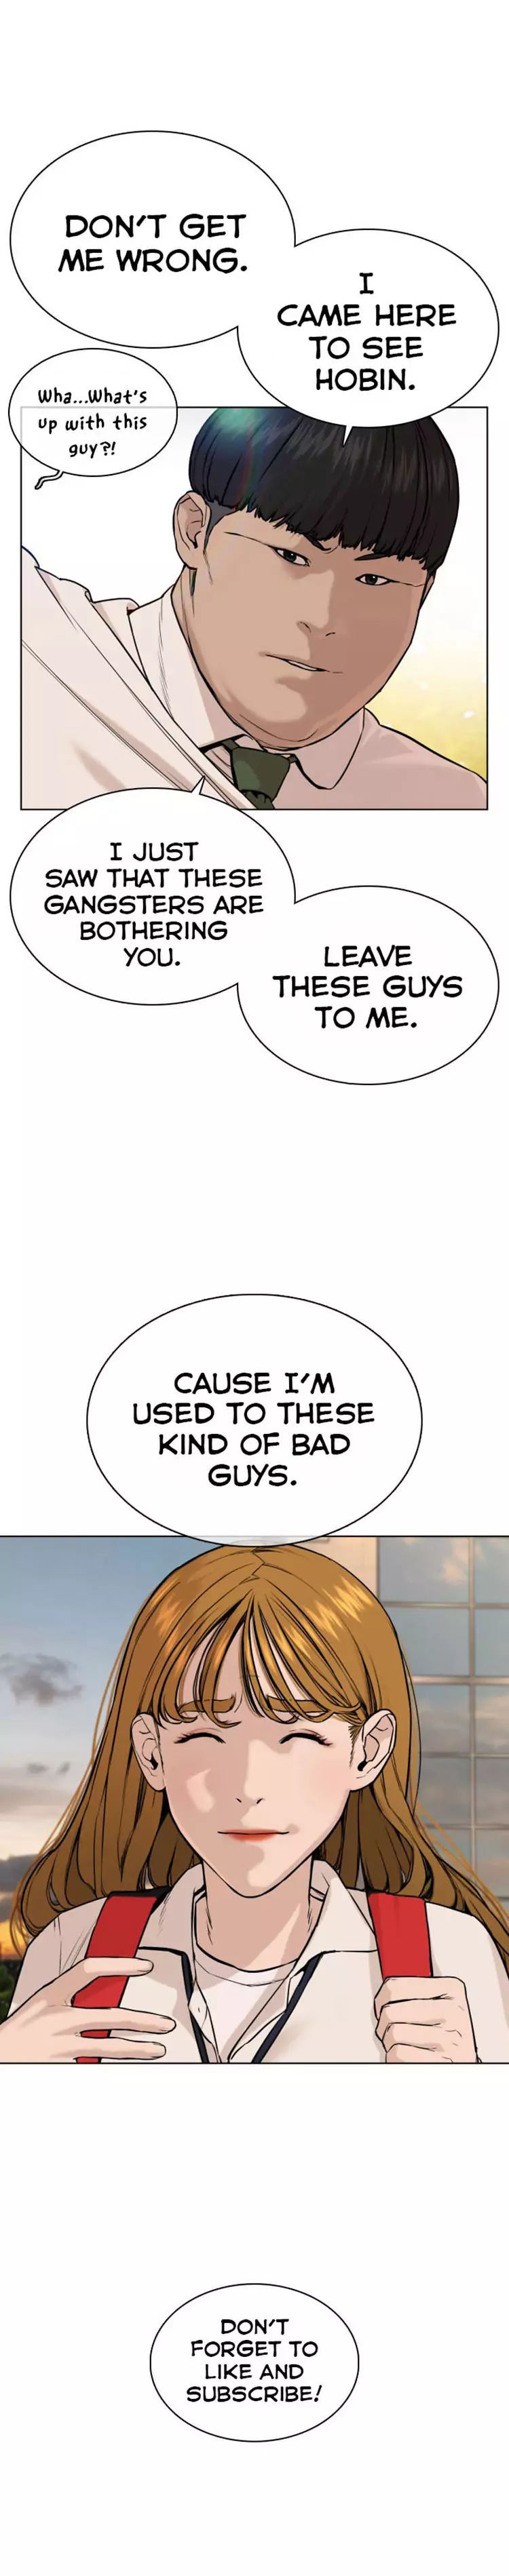 DON'T GET
ME WRONG.
I
CAME HERE
TO SEE
HOBIN.
Wha...What's
up with this
guy?!
I JUST
SAW THAT THESE
GANGSTERS ARE
BOTHERING
YOU.
LEAVE
THESE GUYS
TO ME.
CAUSE I'M
USED TO THESE
KIND OF BAD
GUYS.
DON'T
FORGET TO
LIKE AND
SUBSCRIBE!